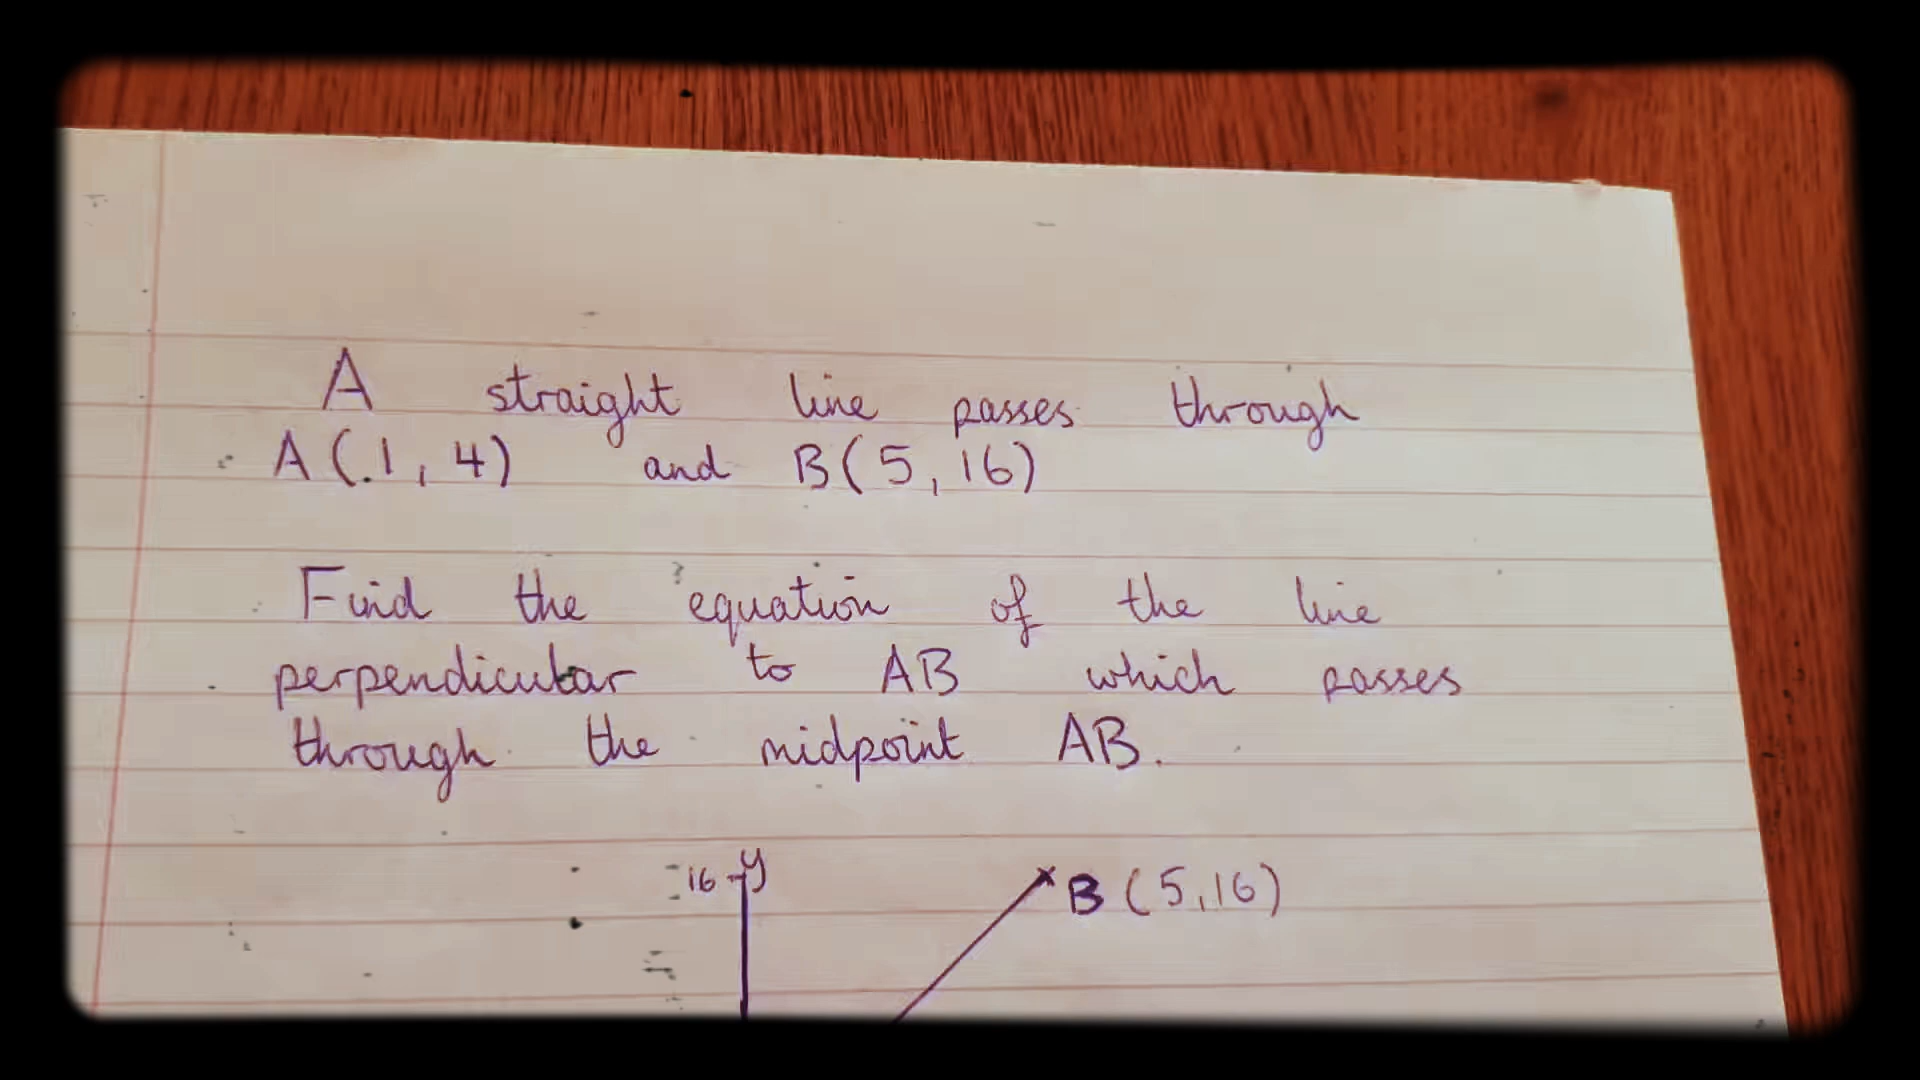 A straight line passes through
A(1, 4) and B(5, 16)
Find the equation of the line
perpendicular to AB which passes
through the midpoint AB.
16 y
B (5,16)